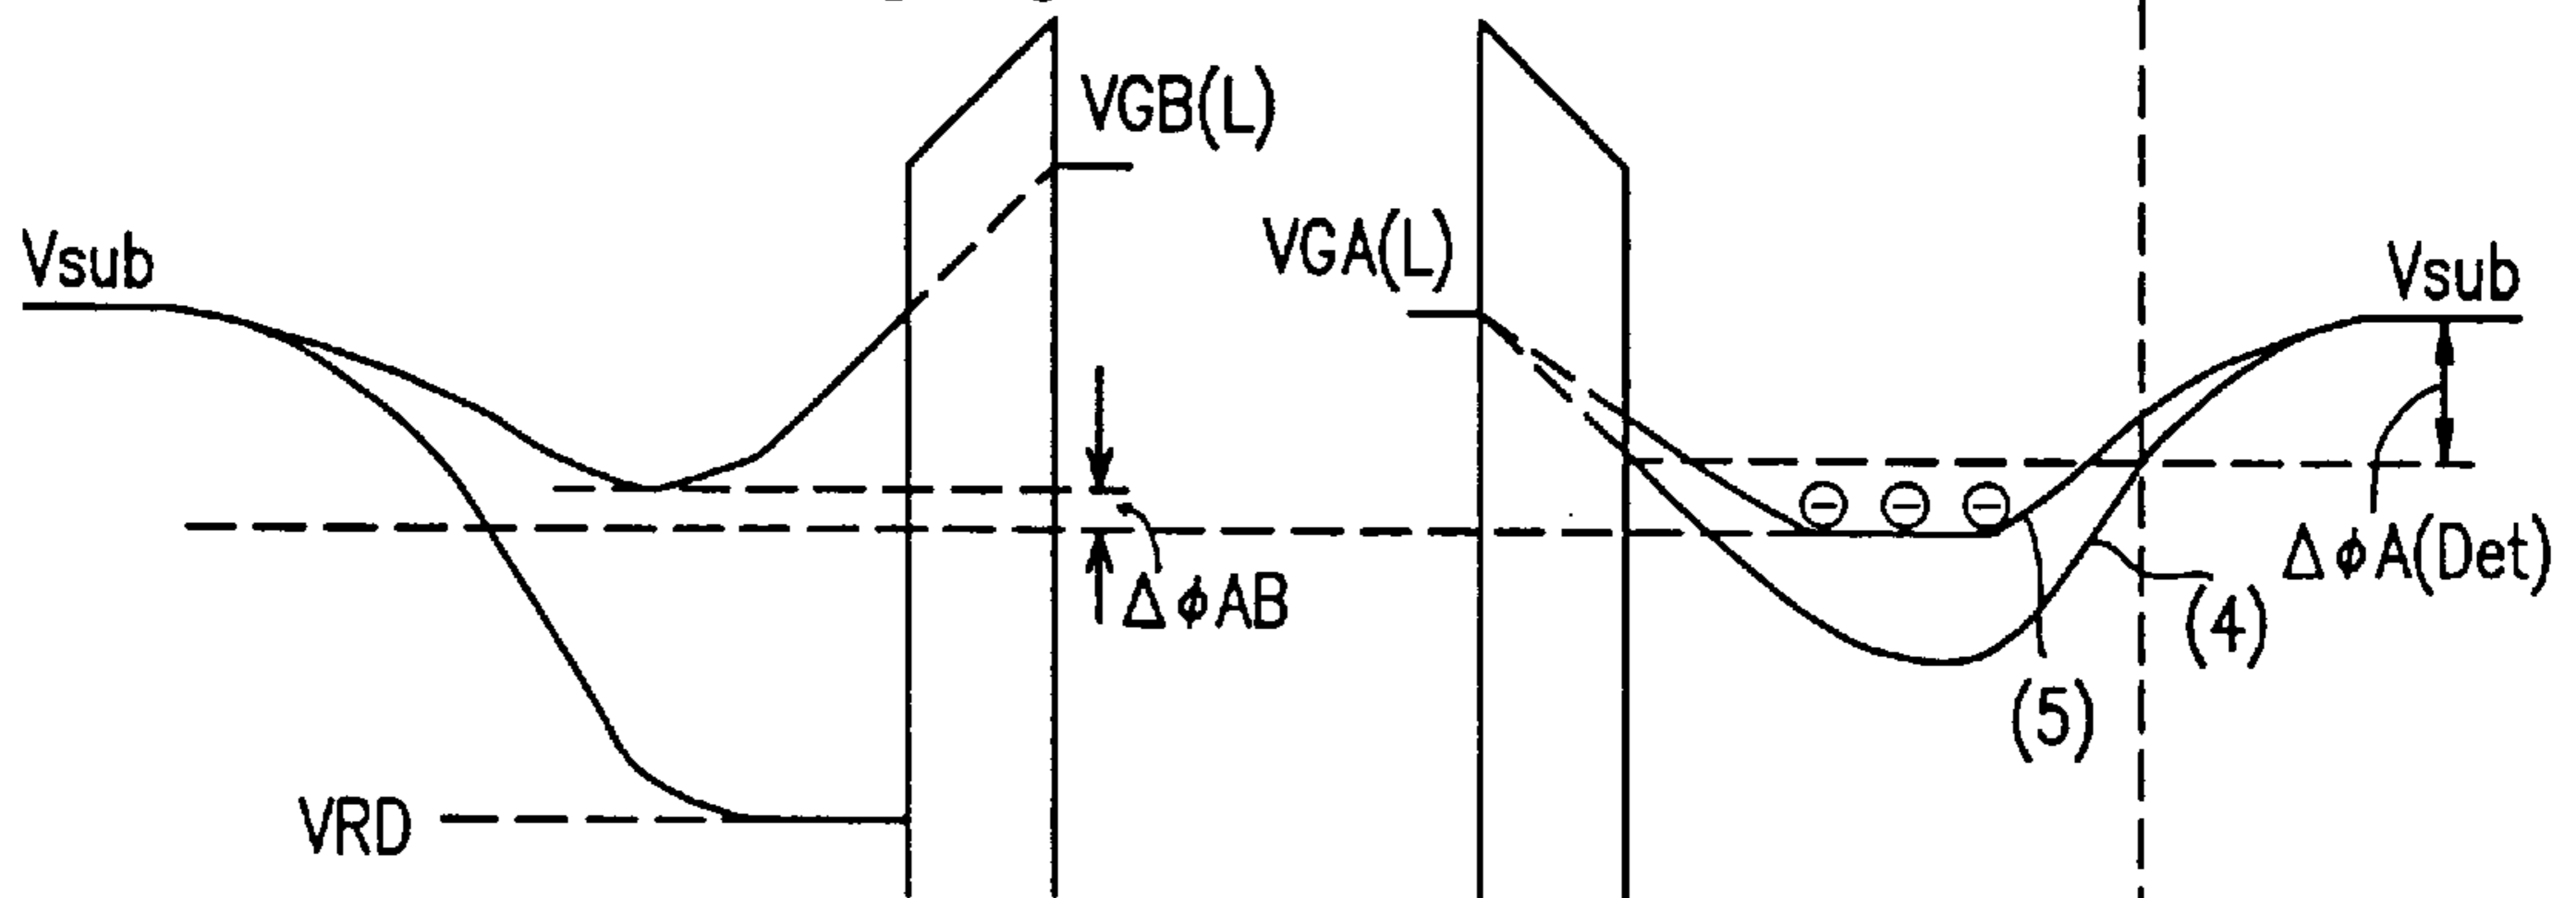 VGB(L)
VGA(L)
Vsub
Vsub
ΔφAB
ΔφA(Det)
(4)
(5)
VRD